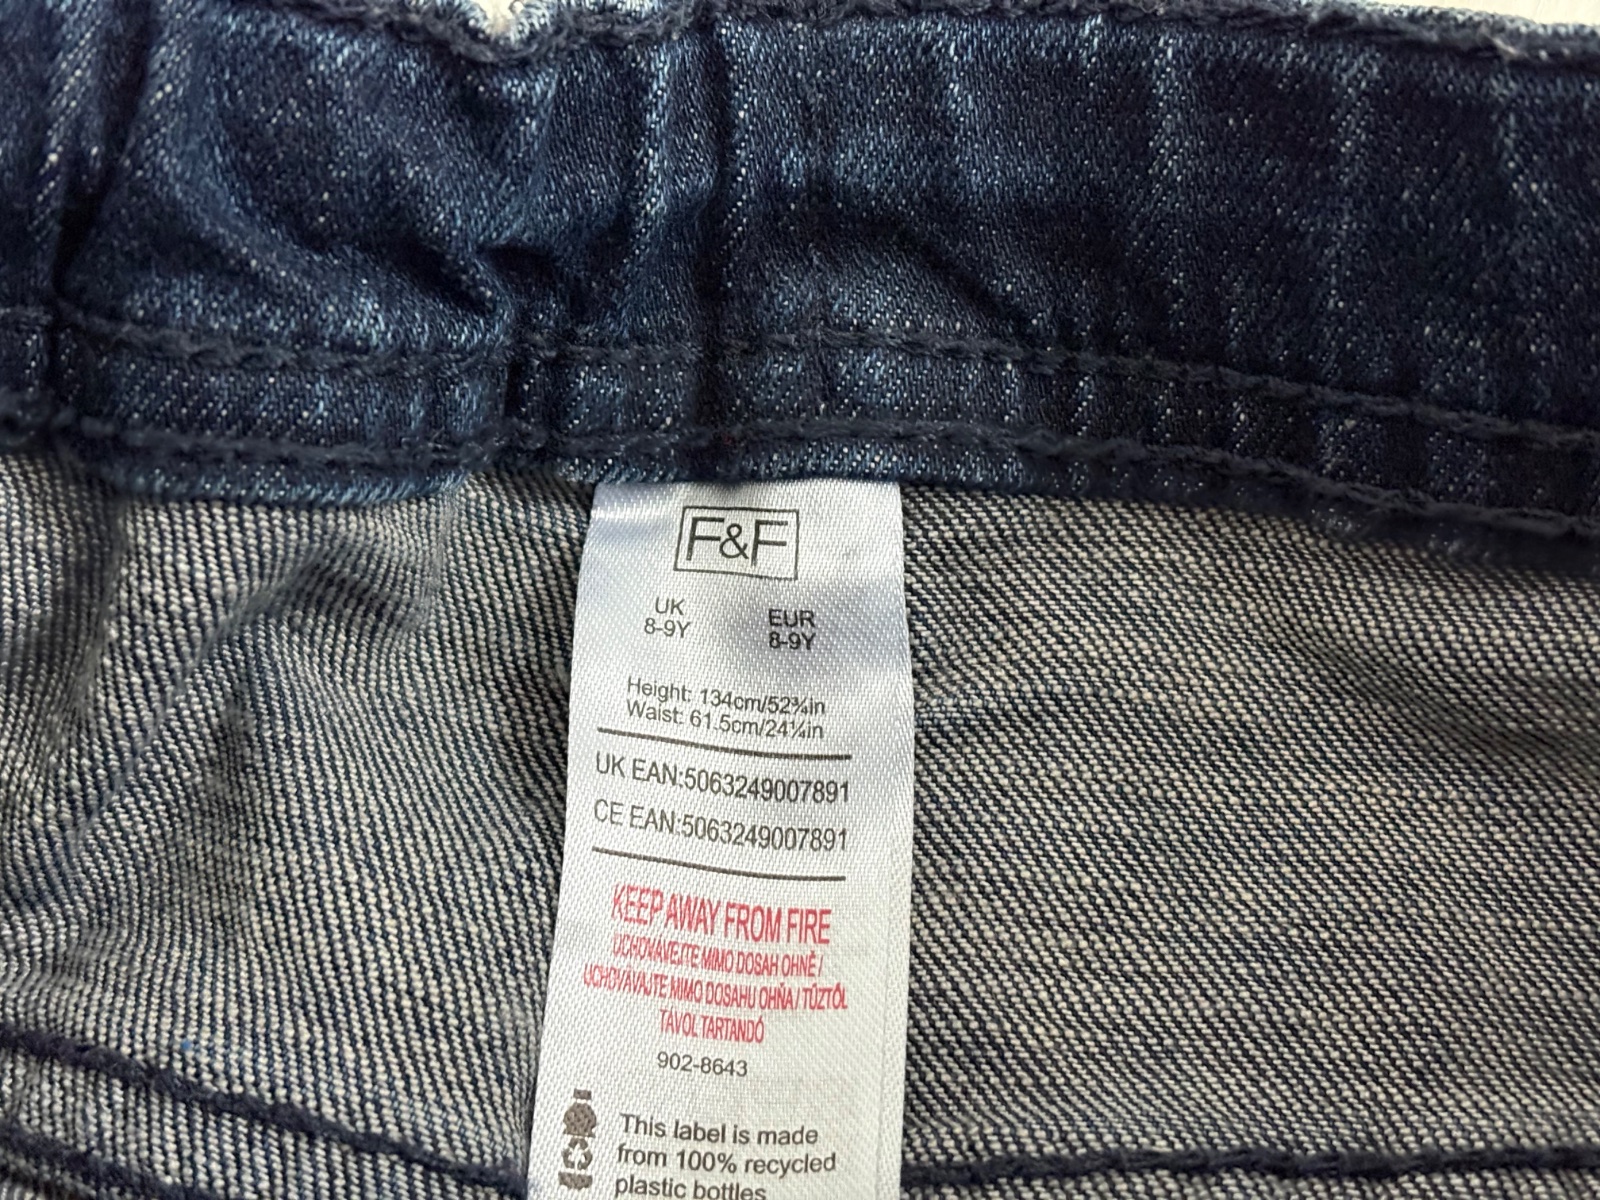 F&F
UK EUR
8-9Y 8-9Y
Height: 134cm/52¾in
Waist: 61.5cm/24¼in
UK EAN:5063249007891
CE EAN:5063249007891
KEEP AWAY FROM FIRE
UCHOVÁVEJTE MIMO DOSAH OHNĚ /
UCHOVÁVAJTE MIMO DOSAHU OHŇA / TŰZTŐL
TÁVOL TARTANDÓ
902-8643
This label is made
from 100% recycled
plastic bottles